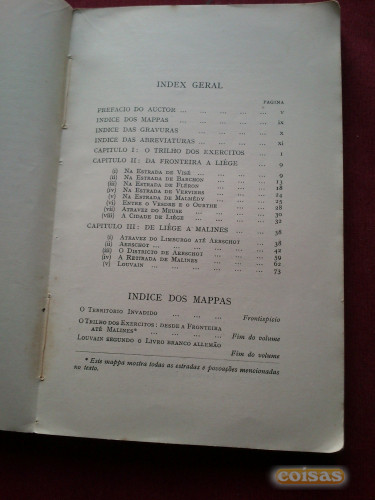 INDEX GERAL
PAGINA
PREFACIO DO AUCTOR ... ... ... ... ... v
INDICE DOS MAPPAS ... ... ... ... ... ix
INDICE DAS GRAVURAS ... ... ... ... x
INDICE DAS ABREVIATURAS ... ... ... ... xi
CAPITULO I: O TRILHO DOS EXERCITOS ... ... 1
CAPITULO II: DA FRONTEIRA A LIÉGE ... ... 9
(i) NA ESTRADA DE VISÉ ... ... ... 9
(ii) NA ESTRADA DE BARCHON ... ... 13
(iii) NA ESTRADA DE FLÉRON ... ... 18
(iv) NA ESTRADA DE VERVIERS ... ... 24
(v) NA ESTRADA DE MALMÉDY ... ... 25
(vi) ENTRE O VESDRE E O OURTHE ... ... 28
(vii) ATRAVEZ DO MEUSE ... ... ... 30
(viii) A CIDADE DE LIÉGE ... ... ... 32
CAPITULO III: DE LIÉGE A MALINES ... ... 36
(i) ATRAVEZ DO LIMBURGO ATÉ AERSCHOT ... 38
(ii) AERSCHOT ... ... ... ... 42
(iii) O DISTRICTO DE AERSCHOT ... ... 59
(iv) A RETIRADA DE MALINES ... ... 62
(v) LOUVAIN ... ... ... ... 73
INDICE DOS MAPPAS
O TERRITORIO INVADIDO ... ... ... Frontispicio
O TRILHO DOS EXERCITOS: DESDE A FRONTEIRA
ATÉ MALINES* ... ... ... ... Fim do volume
LOUVAIN SEGUNDO O LIVRO BRANCO ALLEMÃO
Fim do volume
* Este mappa mostra todas as estradas e povoações mencionadas
no texto.
coisas